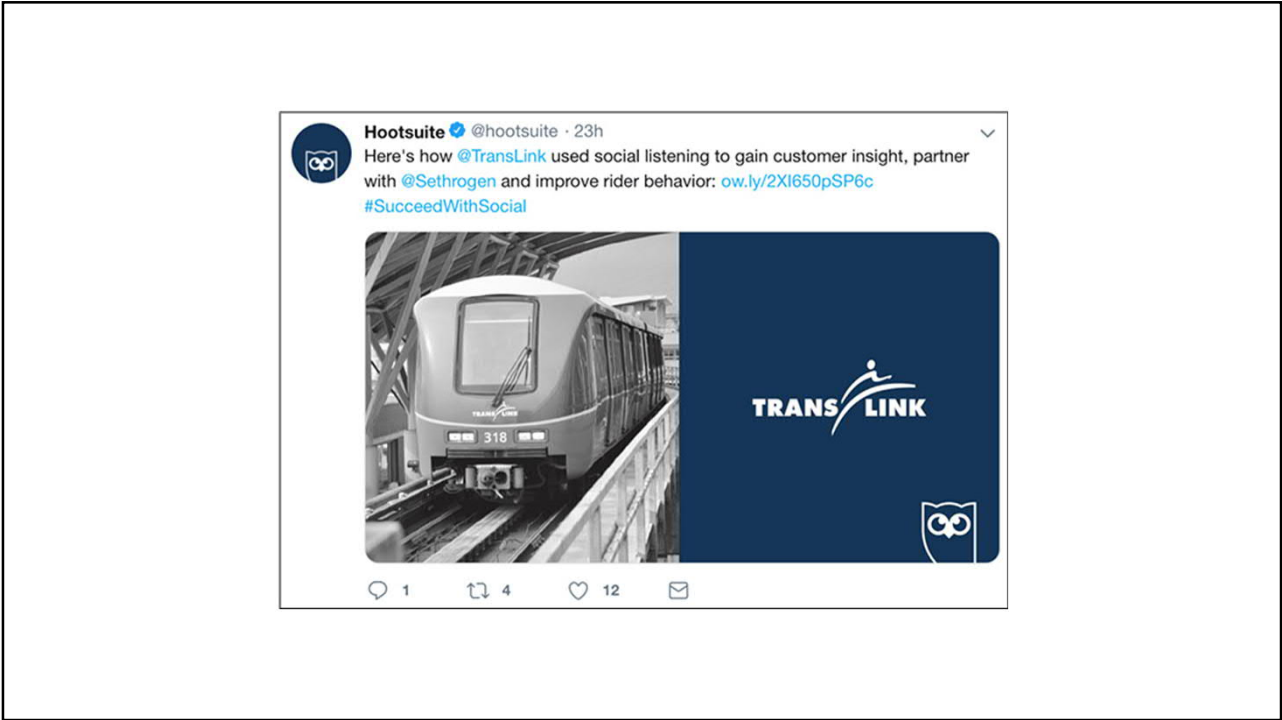 Hootsuite @hootsuite · 23h
Here's how @TransLink used social listening to gain customer insight, partner
with @Sethrogen and improve rider behavior: ow.ly/2XI650pSP6c
#SucceedWithSocial
TRANS LINK
318
TRANS LINK
1 4 12